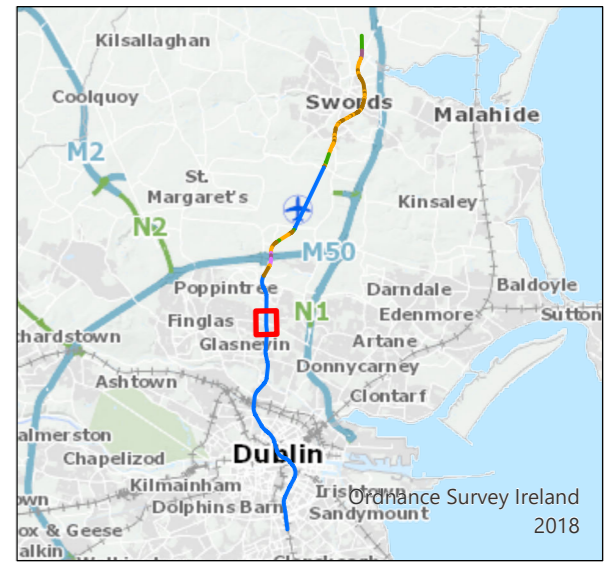 Kilsallaghan
Coolquoy
Swords
Malahide
M2
St.
Margaret's
Kinsaley
N2
M50
Poppintree
Darndale
Baldoyle
Finglas
N1
Edenmore
Sutton
chardstown
Glasnevin
Artane
Donnycarney
Ashtown
Clontarf
almerston
Dublin
Chapelizod
Kilmainham
Irishtown
Ordnance Survey Ireland
Dolphins Barn
Sandymount
2018
own
ox & Geese
alkin